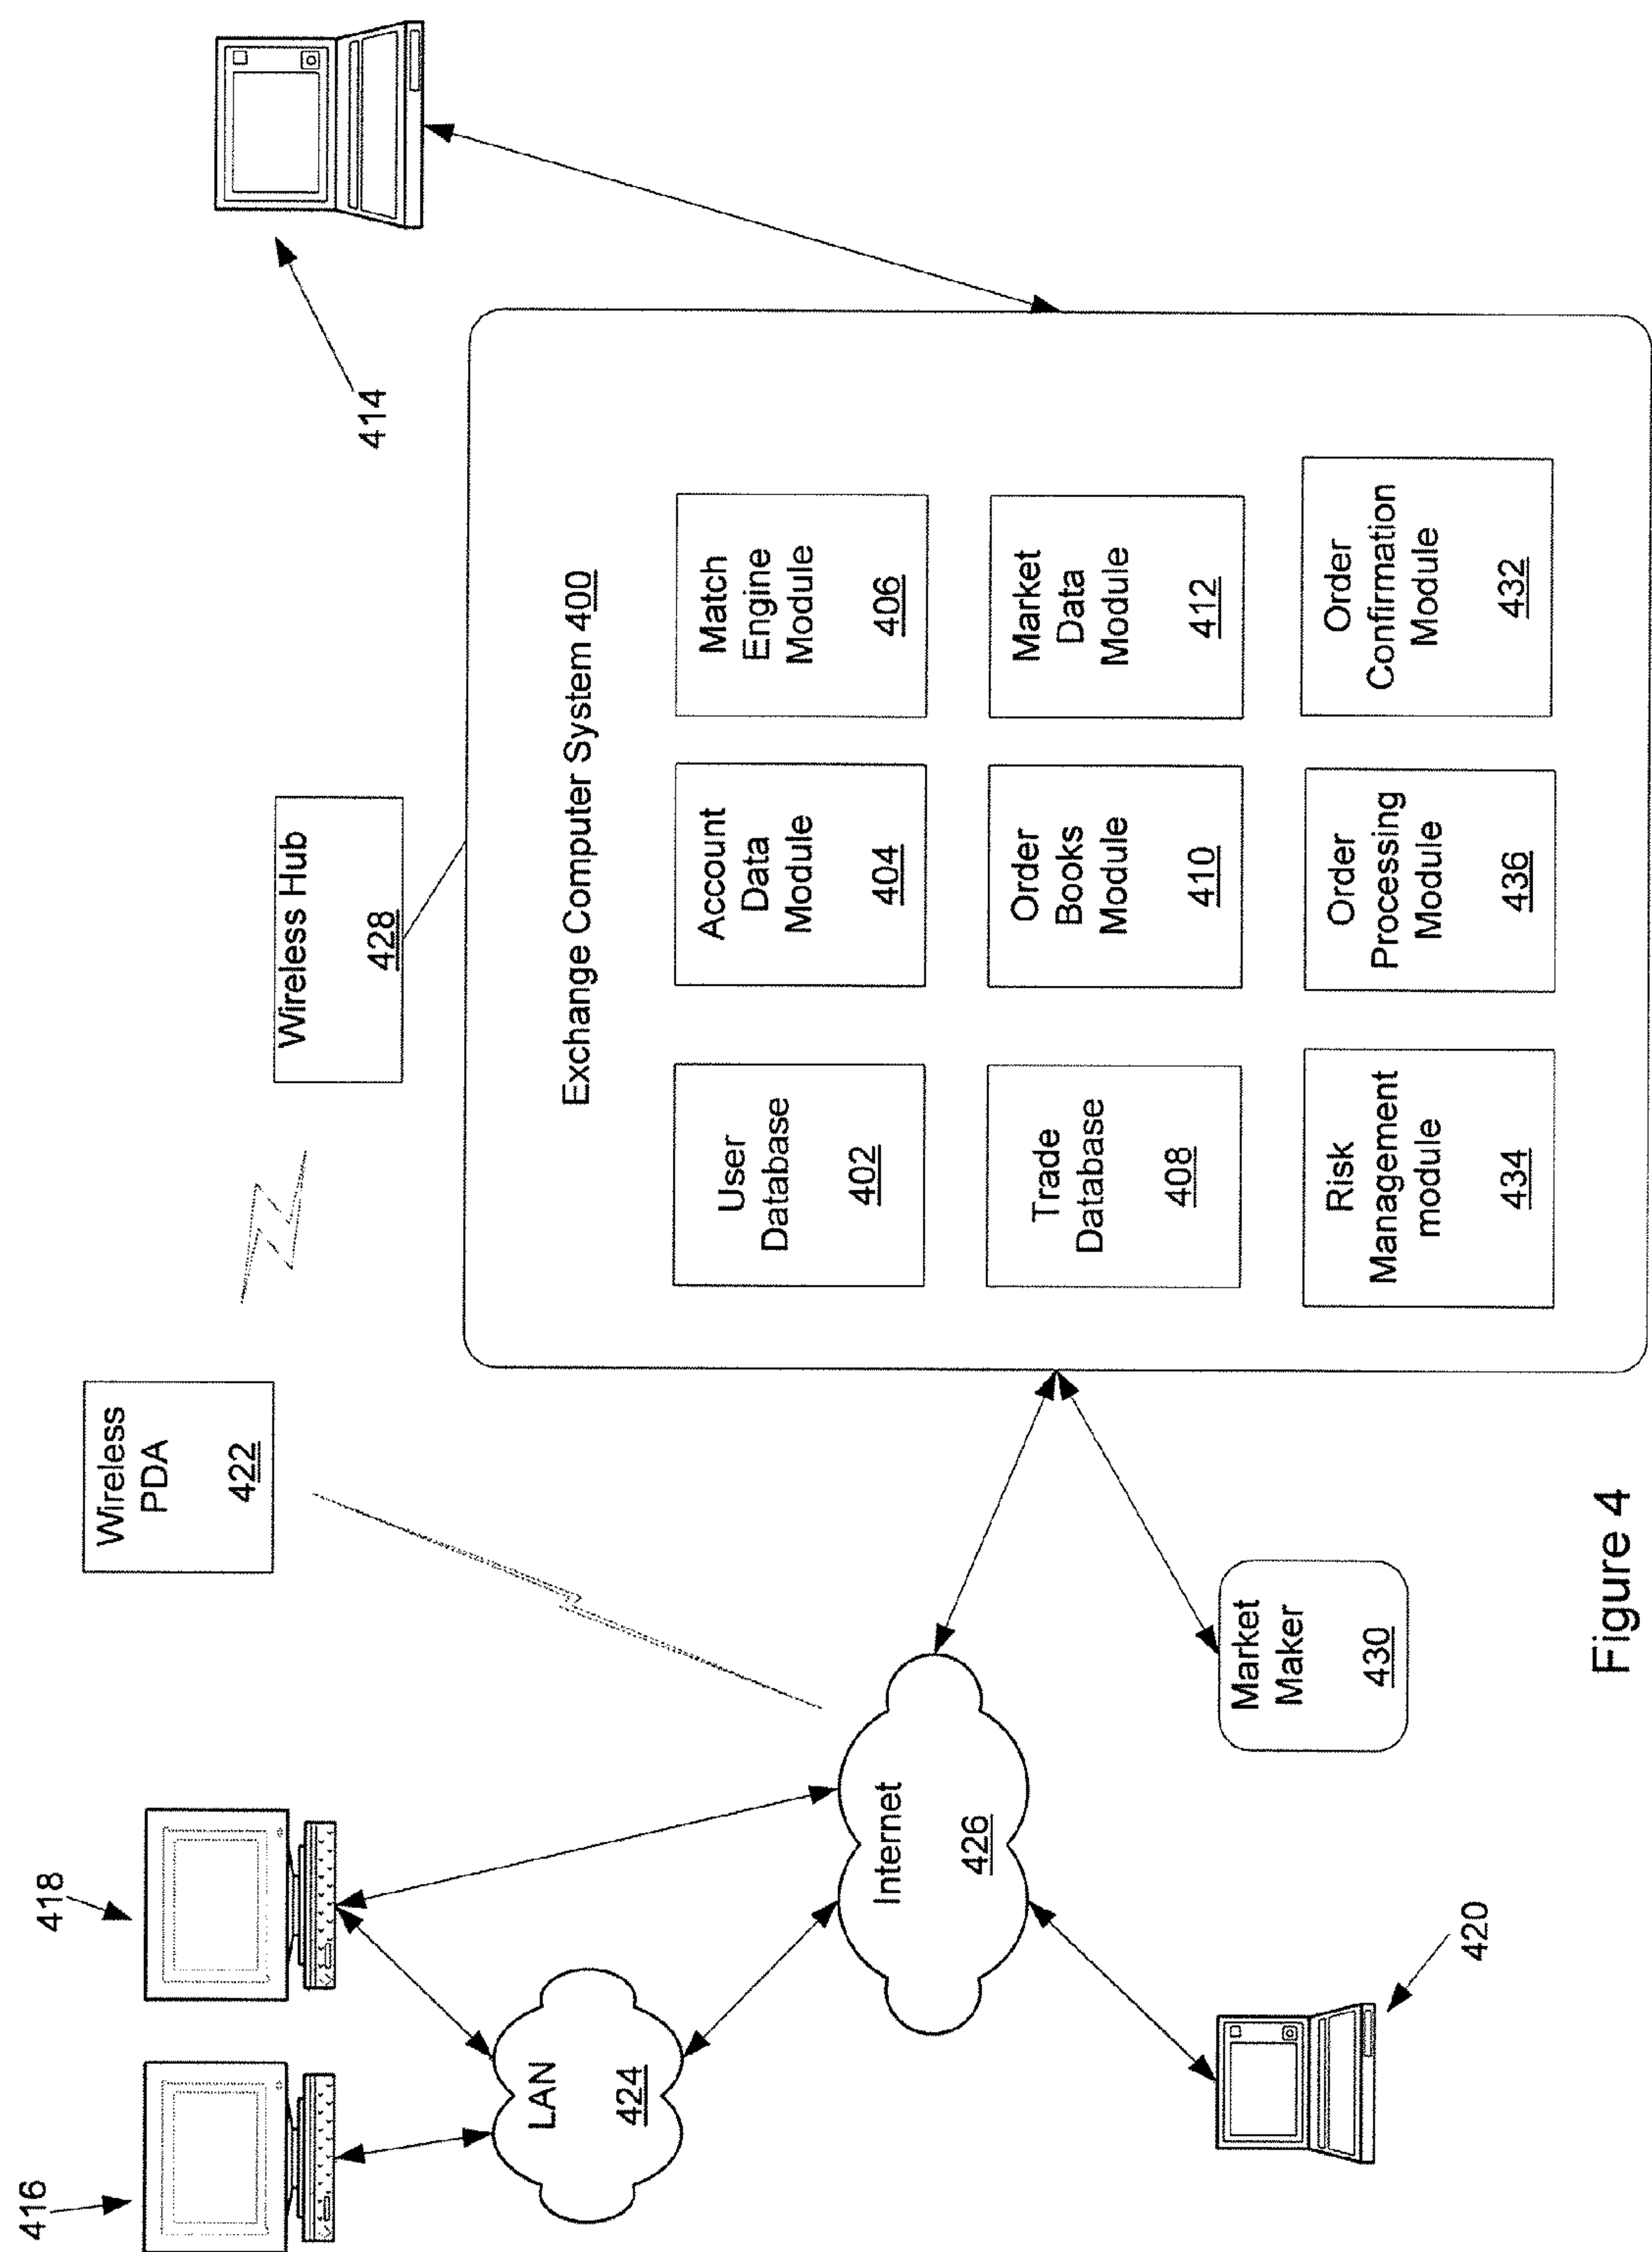 416
418
Wireless
PDA
422
Wireless Hub
428
414
LAN
424
Internet
426
420
Market
Maker
430
Exchange Computer System 400
User
Database
402
Account
Data
Module
404
Match
Engine
Module
406
Trade
Database
408
Order
Books
Module
410
Market
Data
Module
412
Risk
Management
module
434
Order
Processing
Module
436
Order
Confirmation
Module
432
Figure 4